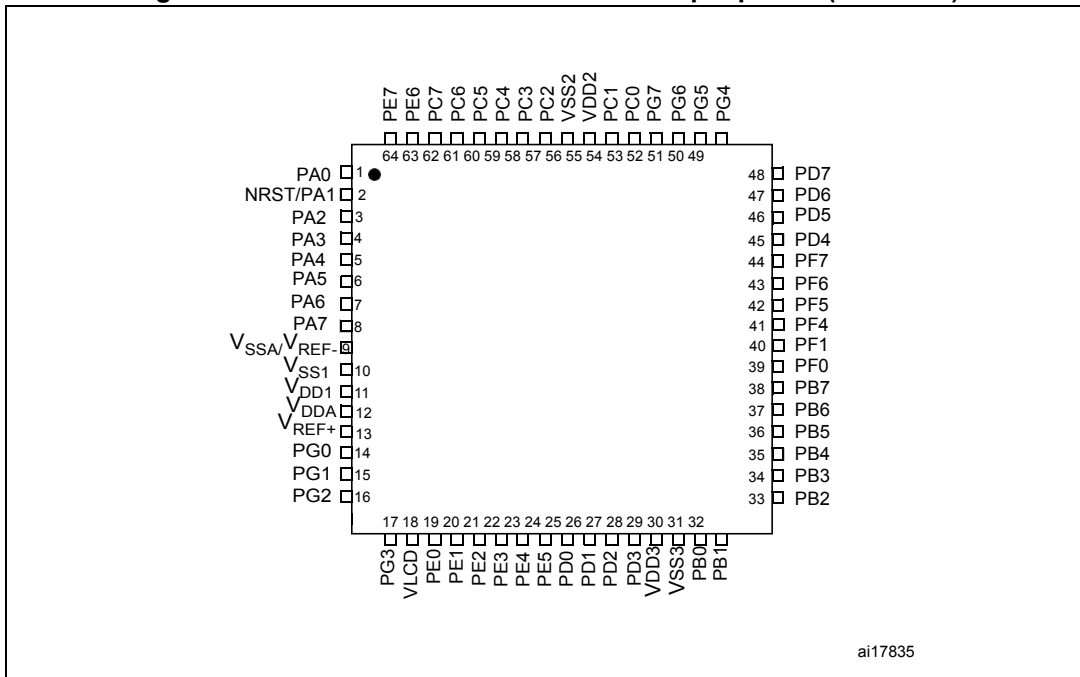 PE7 PE6 PC7 PC6 PC5 PC4 PC3 PC2 VSS2 VDD2 PC1 PC0 PG7 PG6 PG5 PG4
64 63 62 61 60 59 58 57 56 55 54 53 52 51 50 49
PA0 1 48 PD7
NRST/PA1 2 47 PD6
PA2 3 46 PD5
PA3 4 45 PD4
PA4 5 44 PF7
PA5 6 43 PF6
PA6 7 42 PF5
PA7 8 41 PF4
VSSA/VREF- 9 40 PF1
VSS1 10 39 PF0
VDD1 11 38 PB7
VDDA 12 37 PB6
VREF+ 13 36 PB5
PG0 14 35 PB4
PG1 15 34 PB3
PG2 16 33 PB2
17 18 19 20 21 22 23 24 25 26 27 28 29 30 31 32
PG3 VLCD PE0 PE1 PE2 PE3 PE4 PE5 PD0 PD1 PD2 PD3 VDD3 VSS3 PB0 PB1
ai17835